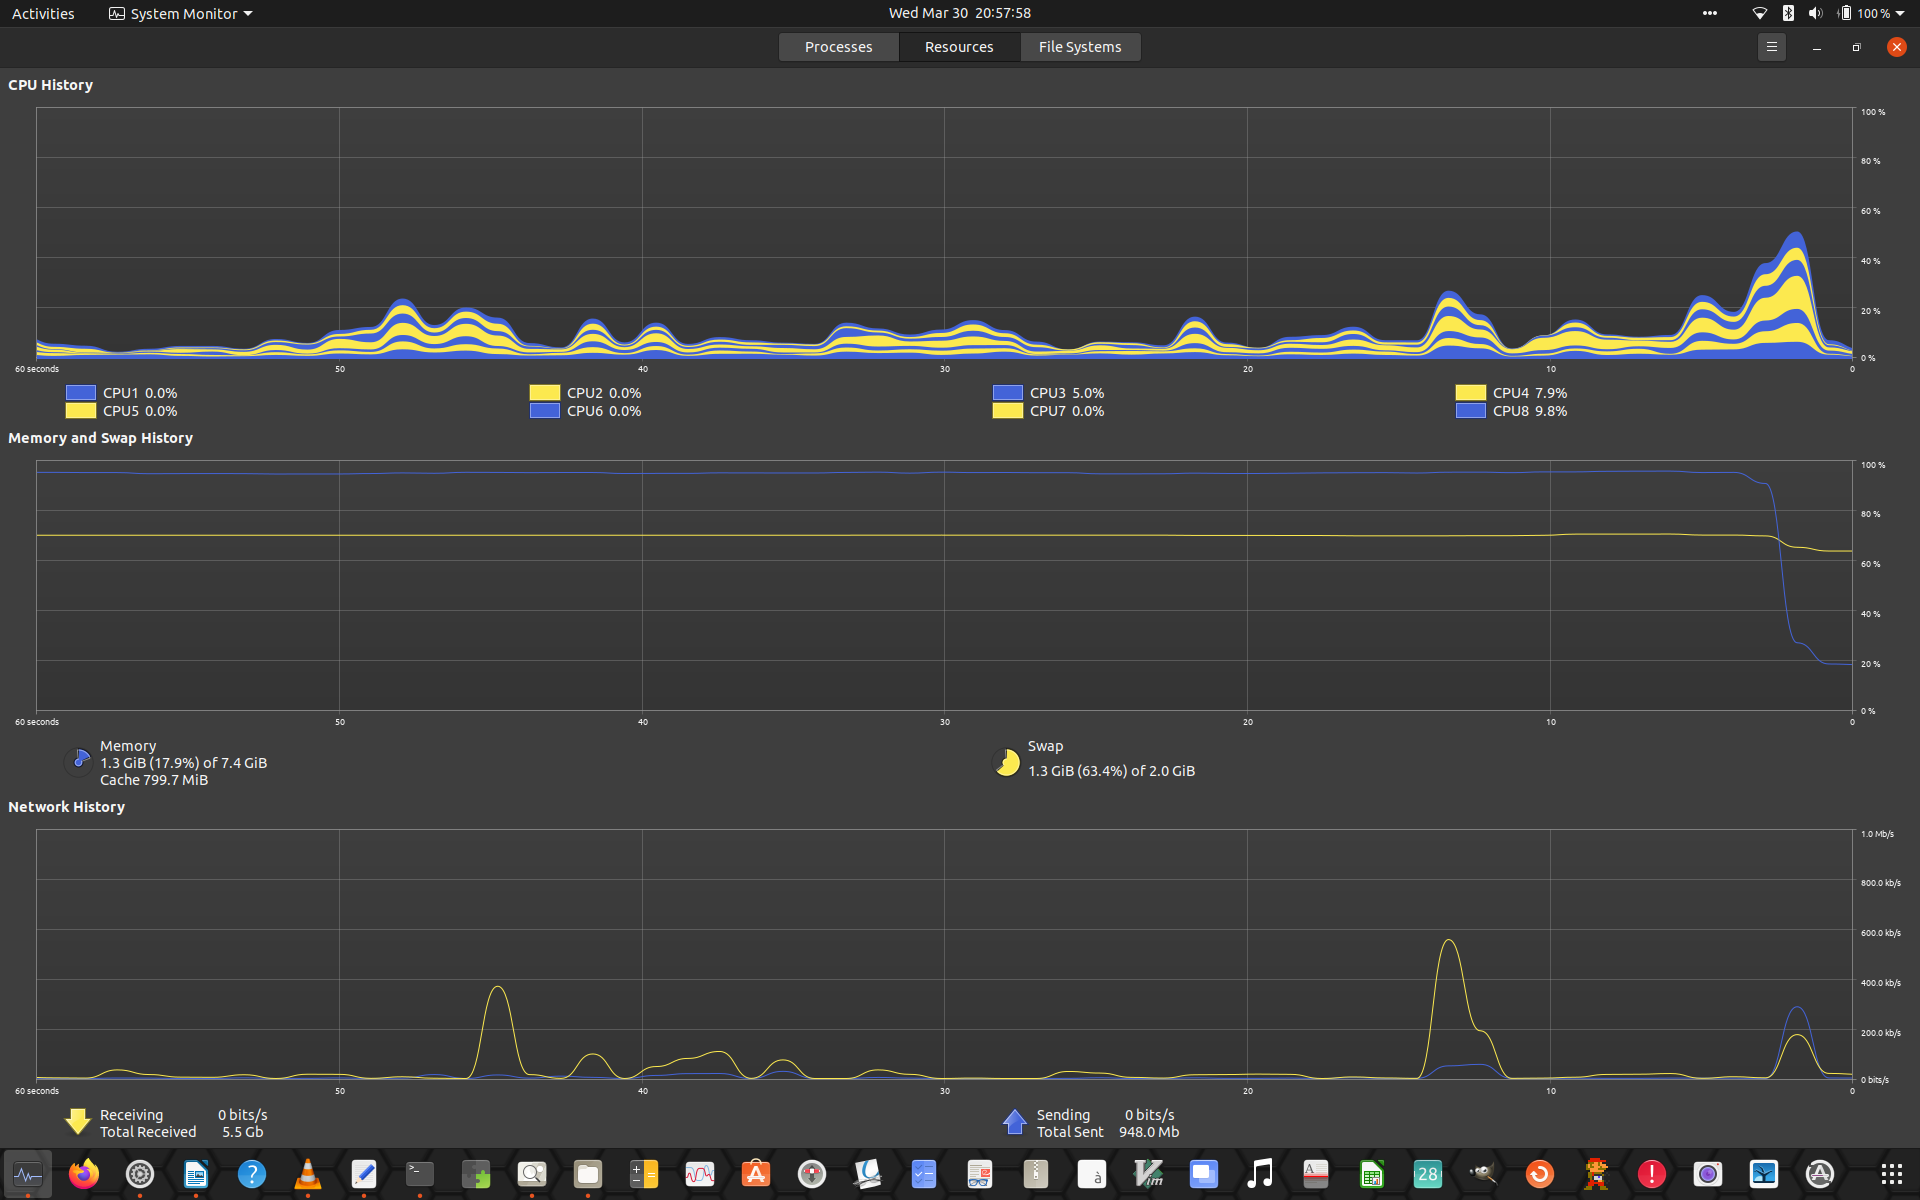 Activities
System Monitor
Wed Mar 30 20:57:58
100 %
Processes
Resources
File Systems
CPU History
100 %
80 %
60 %
40 %
20 %
0 %
60 seconds 50 40 30 20 10 0
CPU1 0.0% CPU2 0.0% CPU3 5.0% CPU4 7.9%
CPU5 0.0% CPU6 0.0% CPU7 0.0% CPU8 9.8%
Memory and Swap History
100 %
80 %
60 %
40 %
20 %
0 %
60 seconds 50 40 30 20 10 0
Memory
1.3 GiB (17.9%) of 7.4 GiB
Cache 799.7 MiB
Swap
1.3 GiB (63.4%) of 2.0 GiB
Network History
1.0 Mb/s
800.0 kb/s
600.0 kb/s
400.0 kb/s
200.0 kb/s
0 bits/s
60 seconds 50 40 30 20 10 0
Receiving 0 bits/s
Total Received 5.5 Gb
Sending 0 bits/s
Total Sent 948.0 Mb
?
>_
à
Vim
A
28
!